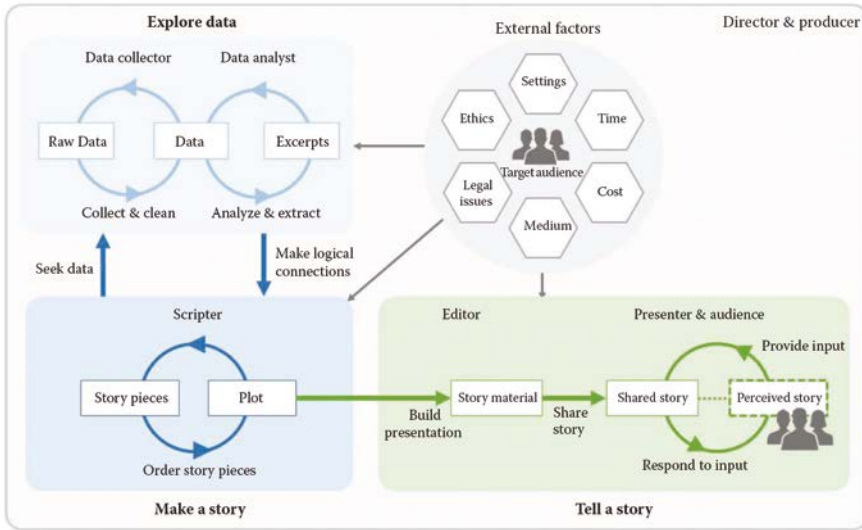 Explore data
External factors
Director & producer
Data collector
Data analyst
Raw Data
Data
Excerpts
Collect & clean
Analyze & extract
Settings
Ethics
Time
Target audience
Legal
issues
Cost
Medium
Seek data
Make logical
connections
Scripter
Story pieces
Plot
Order story pieces
Make a story
Editor
Presenter & audience
Provide input
Build
presentation
Story material
Share
story
Shared story
Perceived story
Respond to input
Tell a story